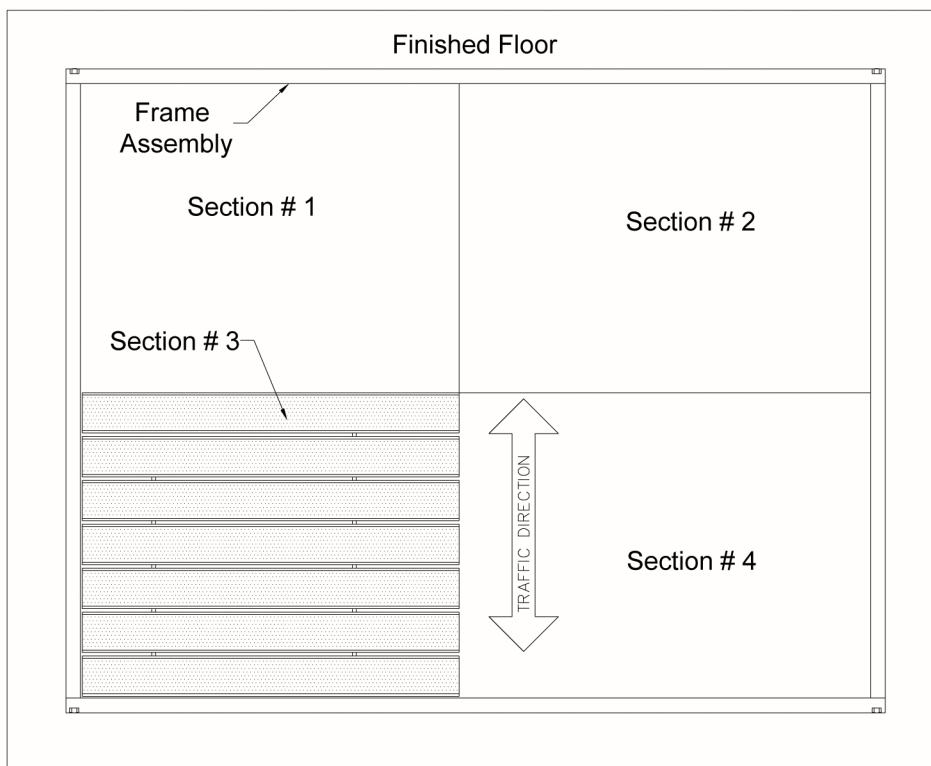 Finished Floor
Frame
Assembly
Section # 1
Section # 2
Section # 3
TRAFFIC DIRECTION
Section # 4